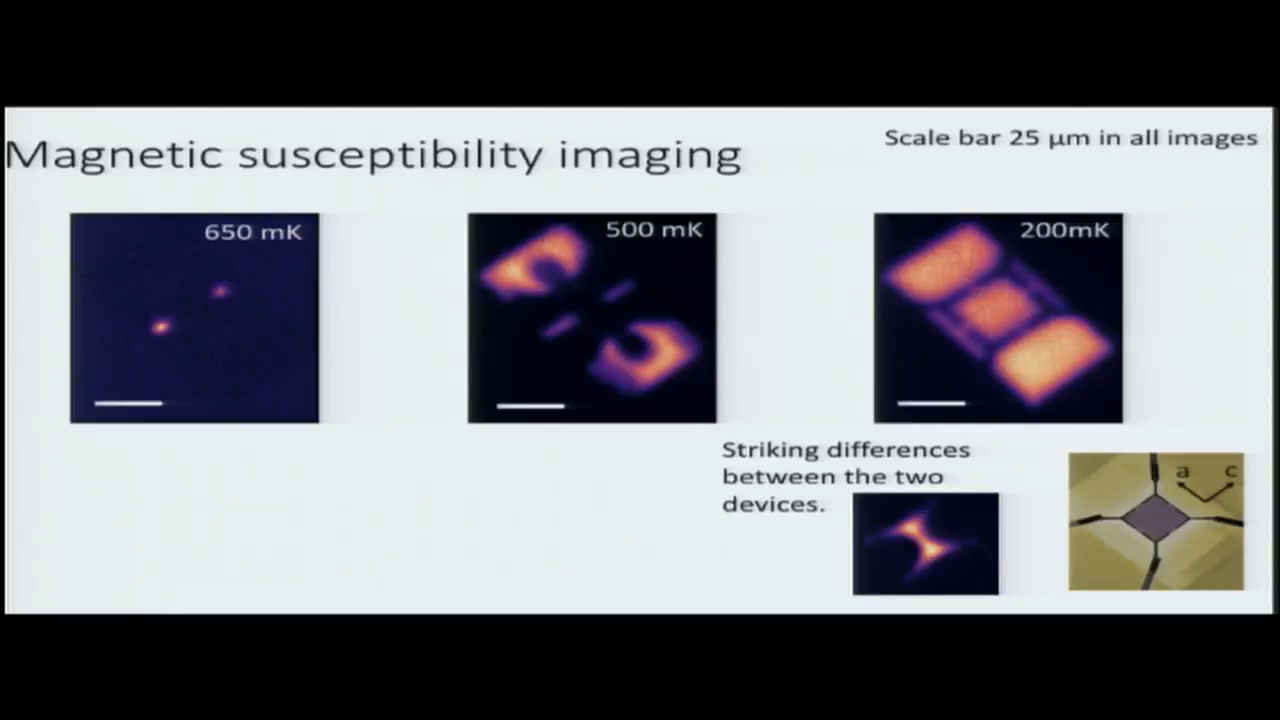 Magnetic susceptibility imaging
Scale bar 25 µm in all images
650 mK
500 mK
200mK
Striking differences
between the two
devices.
a
c